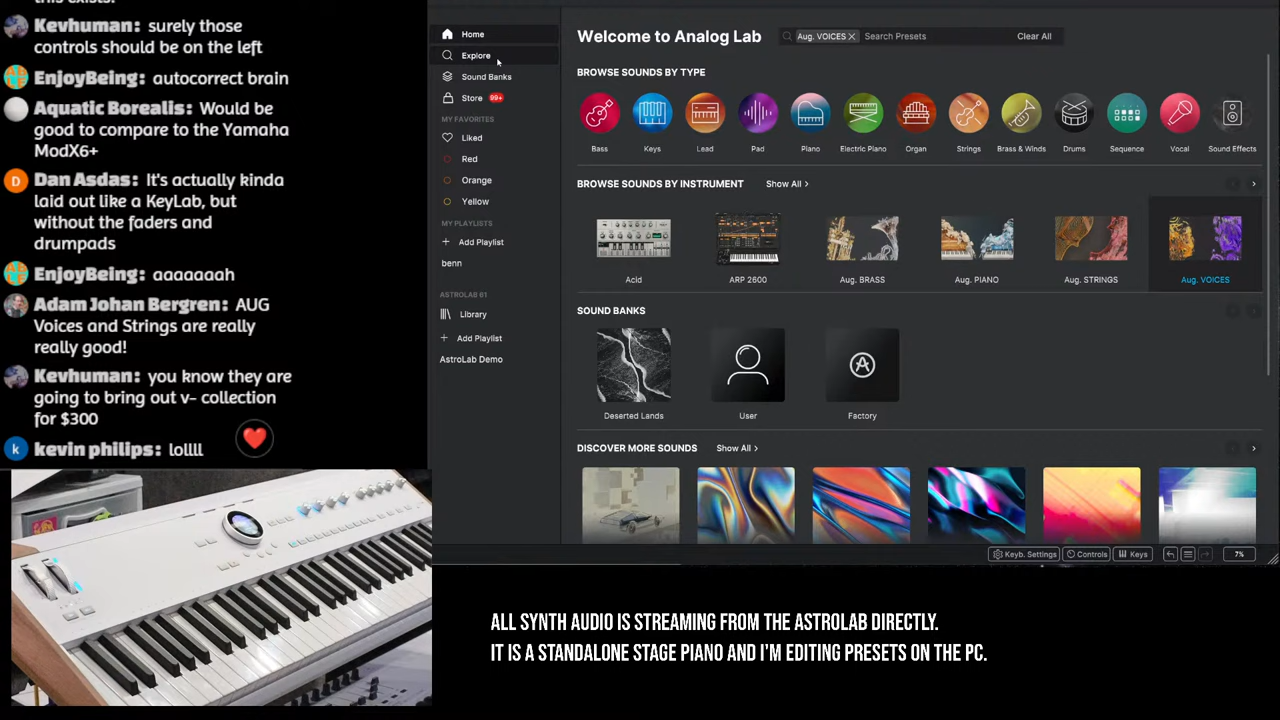 Kevhuman: surely those
controls should be on the left
EnjoyBeing: autocorrect brain
Aquatic Borealis: Would be
good to compare to the Yamaha
ModX6+
D
Dan Asdas: It's actually kinda
laid out like a KeyLab, but
without the faders and
drumpads
EnjoyBeing: aaaaaaah
Adam Johan Bergren: AUG
Voices and Strings are really
really good!
Kevhuman: you know they are
going to bring out v- collection
for $300
k
kevin philips: lollll
Home
Explore
Sound Banks
Store 99+
MY FAVORITES
Liked
Red
Orange
Yellow
MY PLAYLISTS
+ Add Playlist
benn
ASTROLAB 61
Library
+ Add Playlist
AstroLab Demo
Welcome to Analog Lab
Aug. VOICES Search Presets Clear All
BROWSE SOUNDS BY TYPE
Bass Keys Lead Pad Piano Electric Piano Organ Strings Brass & Winds Drums Sequence Vocal Sound Effects
BROWSE SOUNDS BY INSTRUMENT Show All >
Acid ARP 2600 Aug. BRASS Aug. PIANO Aug. STRINGS Aug. VOICES
SOUND BANKS
Deserted Lands User Factory
DISCOVER MORE SOUNDS Show All >
Keyb. Settings Controls Keys 7%
ALL SYNTH AUDIO IS STREAMING FROM THE ASTROLAB DIRECTLY.
IT IS A STANDALONE STAGE PIANO AND I'M EDITING PRESETS ON THE PC.